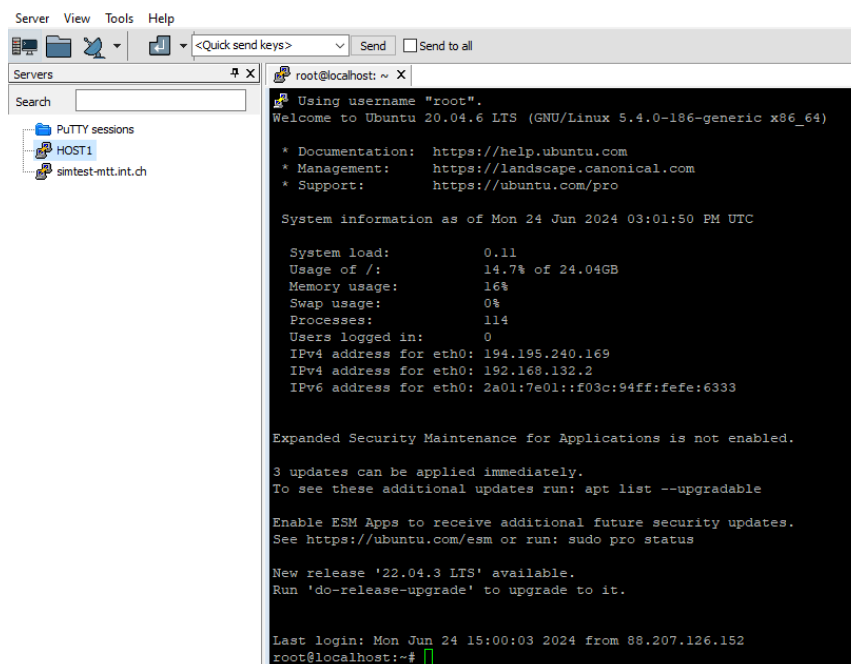 Server View Tools Help
<Quick send keys> Send Send to all
Servers X
Search
PuTTY sessions
HOST1
simtest-mtt.int.ch
root@localhost: ~ X
Using username "root".
Welcome to Ubuntu 20.04.6 LTS (GNU/Linux 5.4.0-186-generic x86_64)
* Documentation: https://help.ubuntu.com
* Management: https://landscape.canonical.com
* Support: https://ubuntu.com/pro
System information as of Mon 24 Jun 2024 03:01:50 PM UTC
System load: 0.11
Usage of /: 14.7% of 24.04GB
Memory usage: 16%
Swap usage: 0%
Processes: 114
Users logged in: 0
IPv4 address for eth0: 194.195.240.169
IPv4 address for eth0: 192.168.132.2
IPv6 address for eth0: 2a01:7e01::f03c:94ff:fefe:6333
Expanded Security Maintenance for Applications is not enabled.
3 updates can be applied immediately.
To see these additional updates run: apt list --upgradable
Enable ESM Apps to receive additional future security updates.
See https://ubuntu.com/esm or run: sudo pro status
New release '22.04.3 LTS' available.
Run 'do-release-upgrade' to upgrade to it.
Last login: Mon Jun 24 15:00:03 2024 from 88.207.126.152
root@localhost:~#